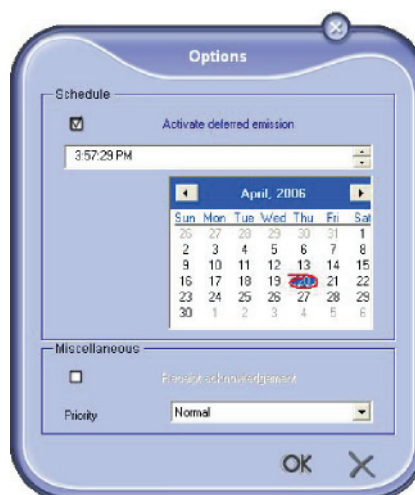 Options
Schedule
Activate deferred emission
3:57:29 PM
April, 2006
Sun Mon Tue Wed Thu Fri Sat
26 27 28 29 30 31 1
2 3 4 5 6 7 8
9 10 11 12 13 14 15
16 17 18 19 20 21 22
23 24 25 26 27 28 29
30 1 2 3 4 5 6
Miscellaneous
Receipt acknowledgement
Priority Normal
OK